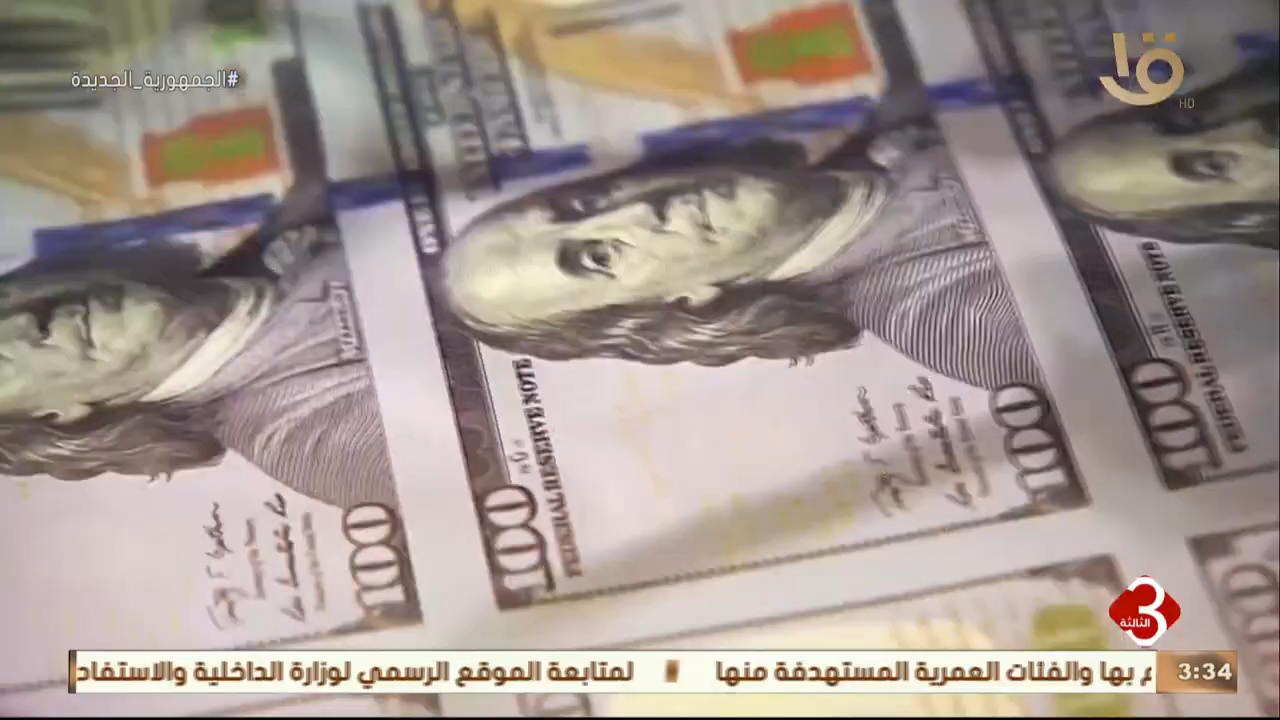 #الجمهورية_الجديدة
HD
FEDERAL RESERVE NOTE
100
100
100
FEDERAL RESERVE NOTE
100
3
الثالثة
3:34
م بها والفئات العمرية المستهدفة منها
لمتابعة الموقع الرسمي لوزارة الداخلية والاستفاد